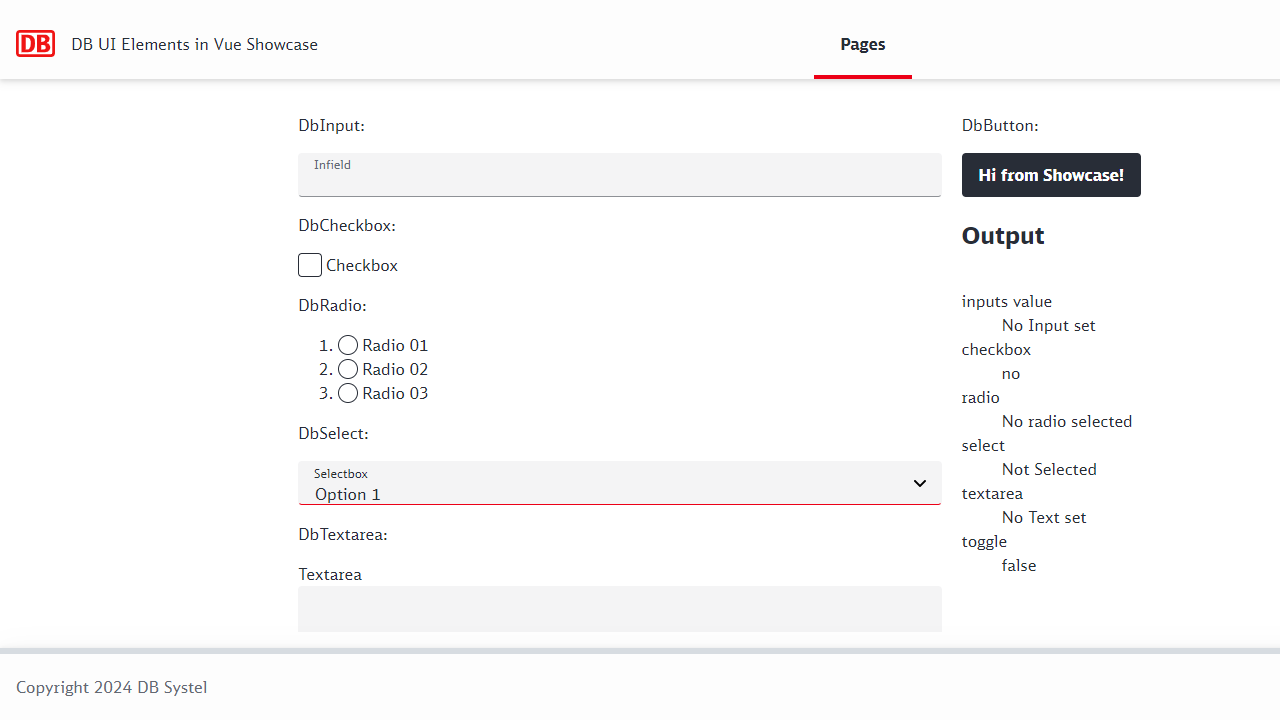 DB DB UI Elements in Vue Showcase
Pages
DbInput:
Infield
DbCheckbox:
Checkbox
DbRadio:
1. Radio 01
2. Radio 02
3. Radio 03
DbSelect:
Selectbox
Option 1
DbTextarea:
Textarea
DbButton:
Hi from Showcase!
Output
inputs value
No Input set
checkbox
no
radio
No radio selected
select
Not Selected
textarea
No Text set
toggle
false
Copyright 2024 DB Systel